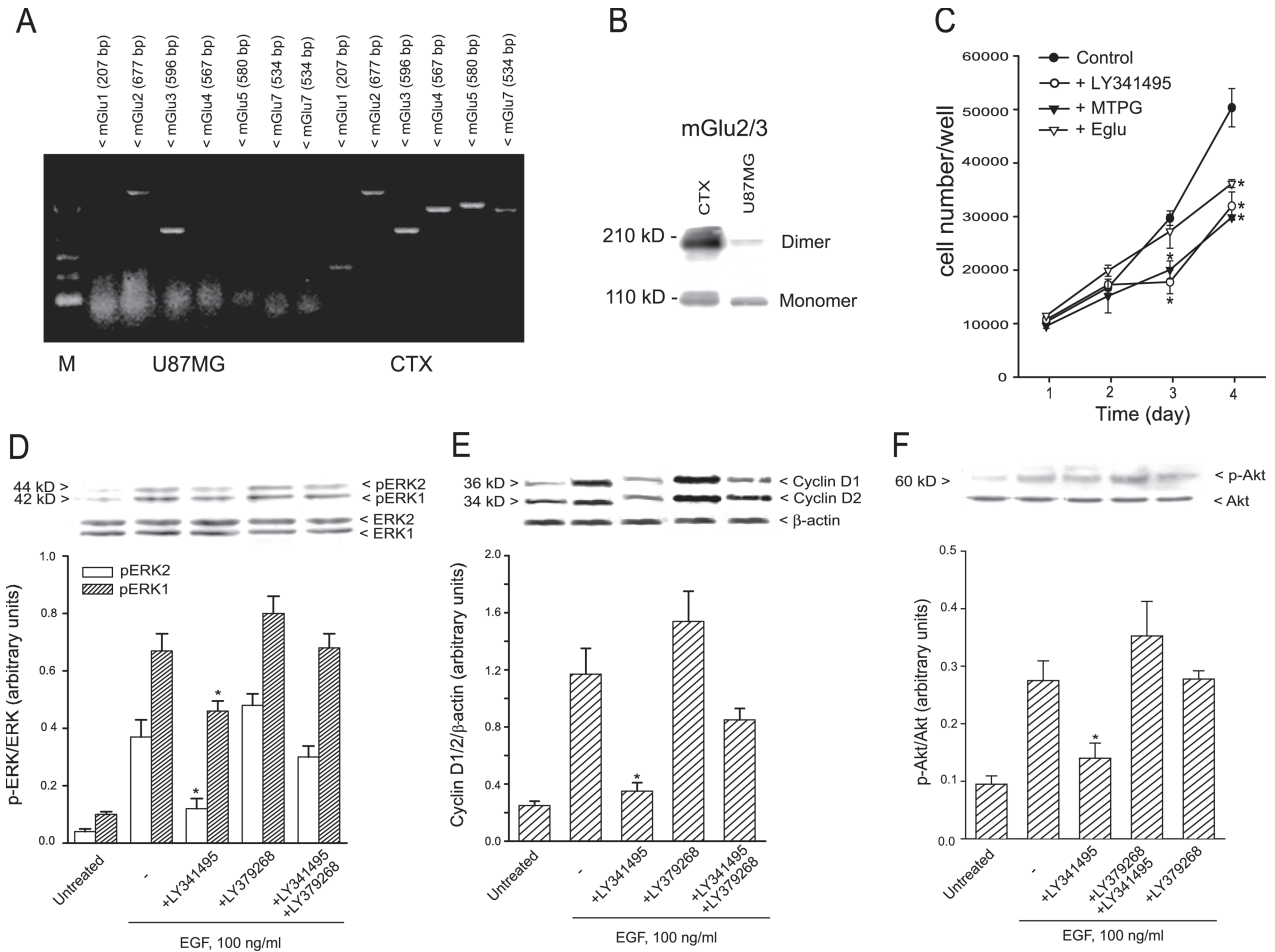 A
< mGlu1 (207 bp)
< mGlu2 (677 bp)
< mGlu3 (596 bp)
< mGlu4 (567 bp)
< mGlu5 (580 bp)
< mGlu7 (534 bp)
< mGlu7 (534 bp)
< mGlu1 (207 bp)
< mGlu2 (677 bp)
< mGlu3 (596 bp)
< mGlu4 (567 bp)
< mGlu5 (580 bp)
< mGlu7 (534 bp)
M
U87MG
CTX
B
mGlu2/3
CTX
U87MG
210 kD -
Dimer
110 kD -
Monomer
C
cell number/well
60000
50000
40000
30000
20000
10000
0
Control
+ LY341495
+ MTPG
+ Eglu
*
*
*
*
*
1 2 3 4
Time (day)
D
44 kD >
42 kD >
< pERK2
< pERK1
< ERK2
< ERK1
p-ERK/ERK (arbitrary units)
1.0
0.8
0.6
0.4
0.2
0.0
pERK2
pERK1
*
*
Untreated
-
+LY341495
+LY379268
+LY341495
+LY379268
EGF, 100 ng/ml
E
36 kD >
34 kD >
< Cyclin D1
< Cyclin D2
< β-actin
Cyclin D1/2/β-actin (arbitrary units)
2.0
1.6
1.2
0.8
0.4
0.0
*
Untreated
-
+LY341495
+LY379268
+LY341495
+LY379268
EGF, 100 ng/ml
F
60 kD >
< p-Akt
< Akt
p-Akt/Akt (arbitrary units)
0.5
0.4
0.3
0.2
0.1
0.0
*
Untreated
-
+LY341495
+LY379268
+LY341495
+LY379268
EGF, 100 ng/ml